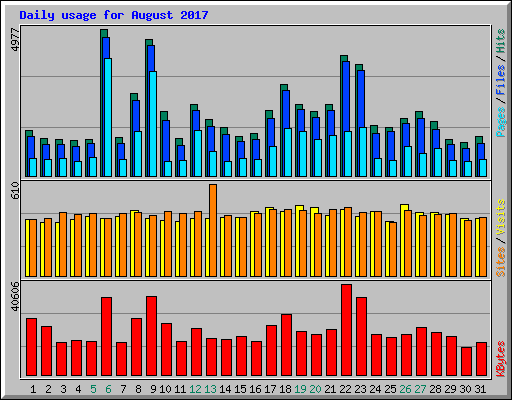 Daily usage for August 2017
4977
Pages / Files / Hits
610
Sites / Visits
40606
KBytes
1 2 3 4 5 6 7 8 9 10 11 12 13 14 15 16 17 18 19 20 21 22 23 24 25 26 27 28 29 30 31